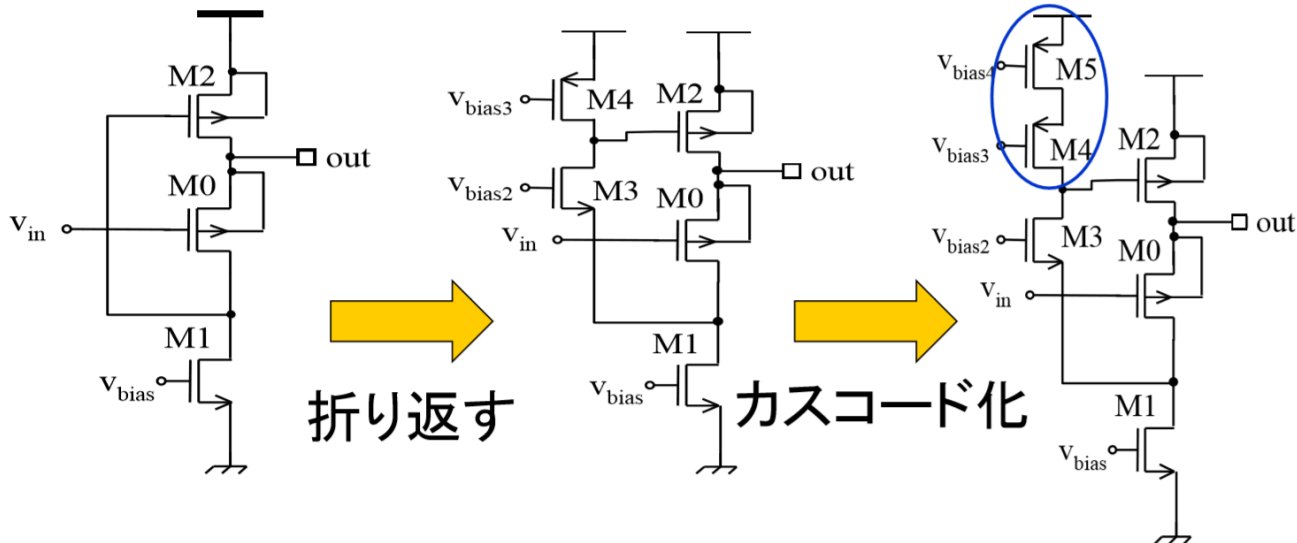 M2
out
M0
vin
M1
vbias
折り返す
vbias3
M4
M2
out
vbias2
M3
M0
vin
M1
vbias
カスコード化
vbias4
M5
vbias3
M4
M2
out
vbias2
M3
M0
vin
M1
vbias